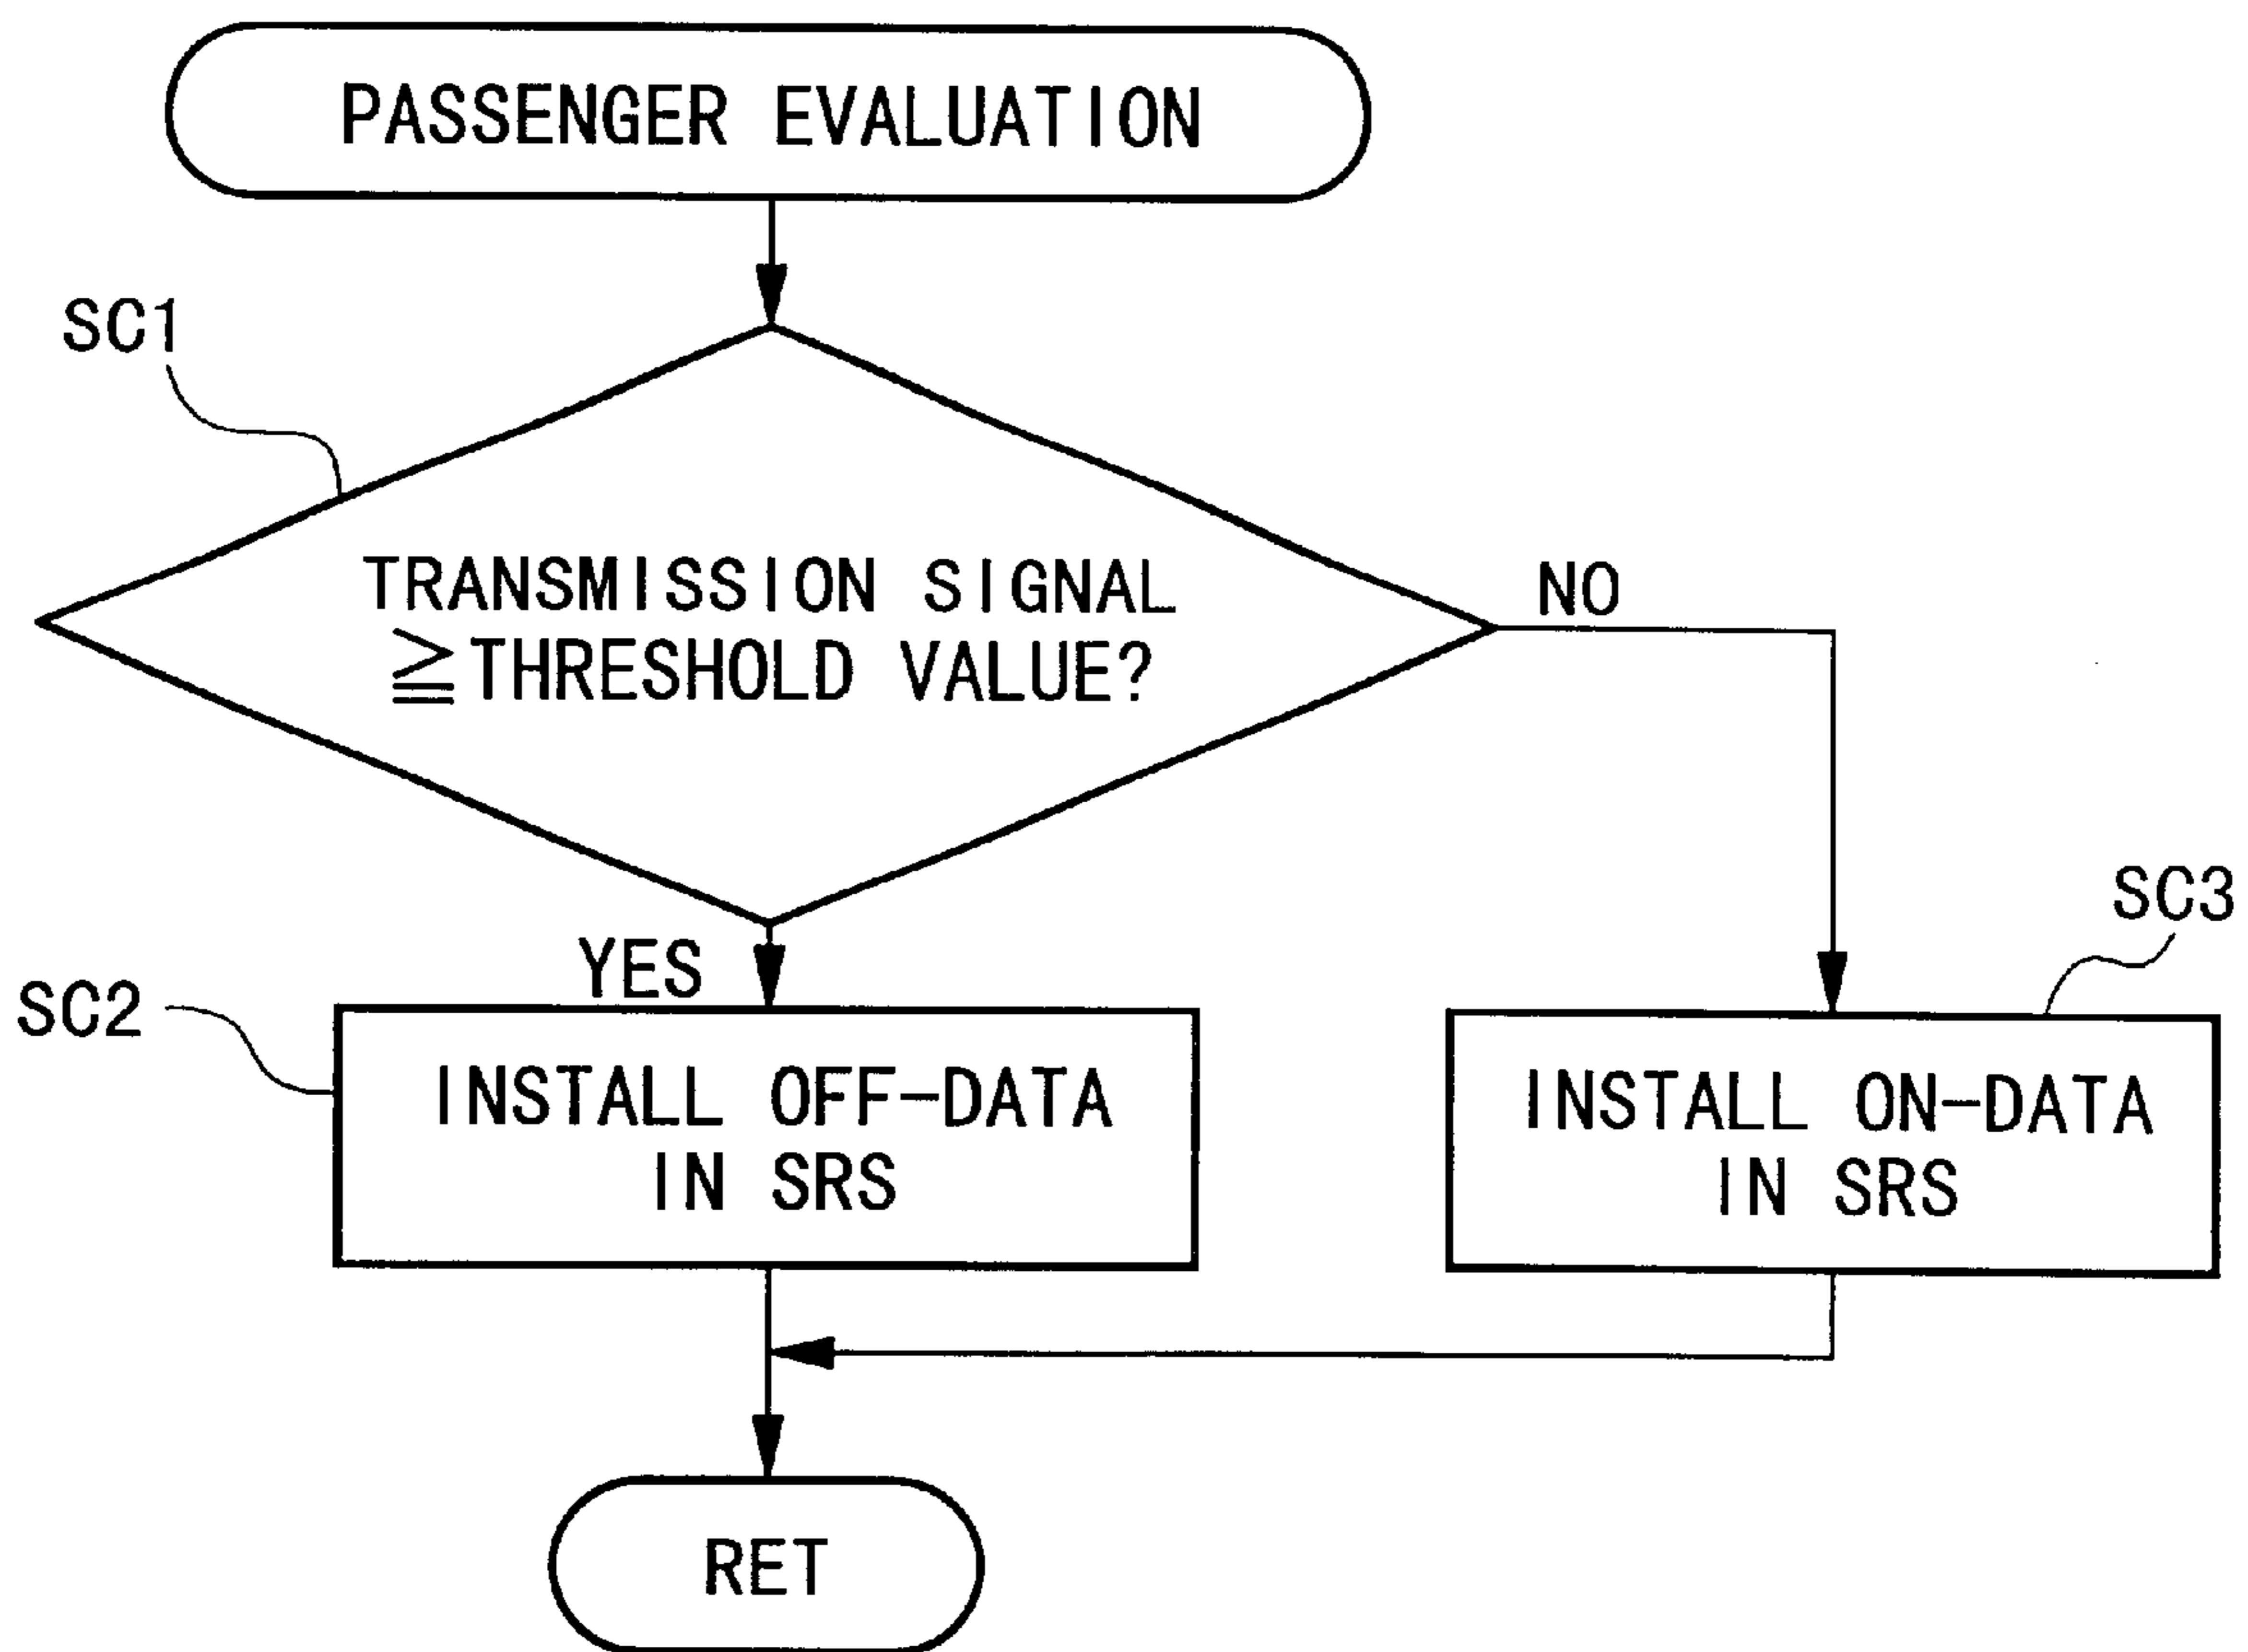 PASSENGER EVALUATION
SC1
TRANSMISSION SIGNAL
≧THRESHOLD VALUE?
NO
YES
SC2
INSTALL OFF-DATA
IN SRS
SC3
INSTALL ON-DATA
IN SRS
RET